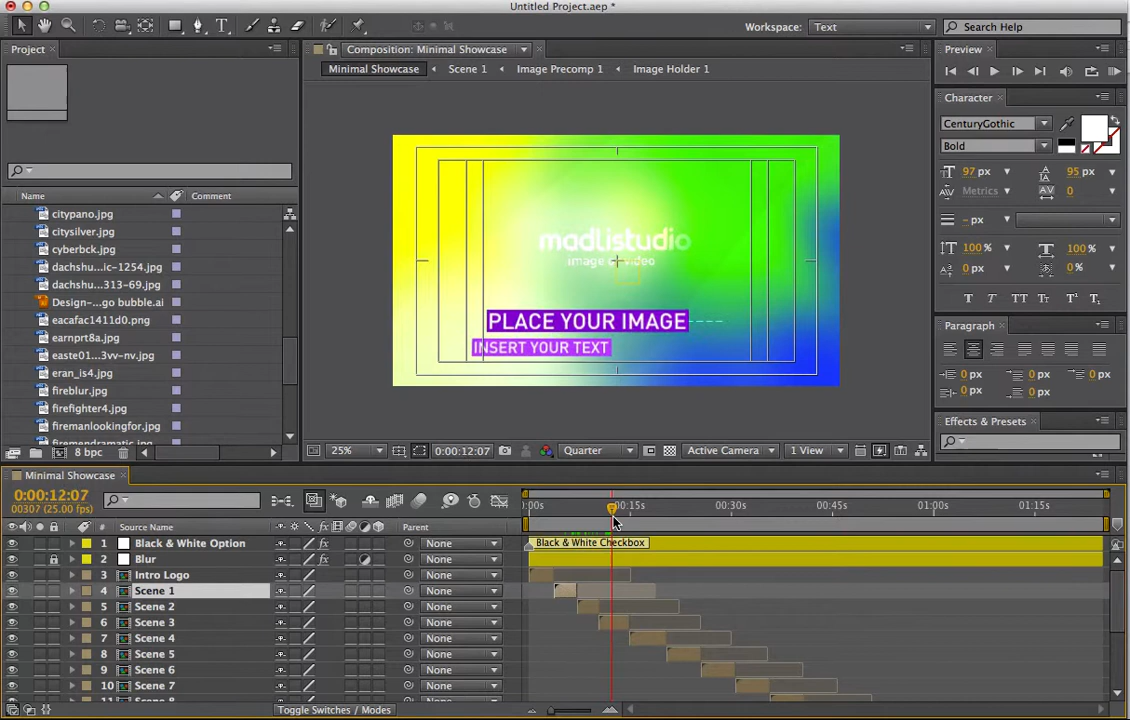 Untitled Project.aep *
Workspace: Text
Search Help
Project
Composition: Minimal Showcase
Preview
Minimal Showcase
Scene 1
Image Precomp 1
Image Holder 1
Character
CenturyGothic
Bold
97 px
95 px
Metrics
0
- px
100 %
100 %
0 px
0 %
T T TT Tt T¹ T₁
Paragraph
0 px 0 px 0 px
0 px 0 px
Effects & Presets
Name
Comment
citypano.jpg
citysilver.jpg
cyberbck.jpg
dachshu...ic-1254.jpg
dachshu...313-69.jpg
Design-...go bubble.ai
eacafac1411d0.png
earnprt8a.jpg
easte01...3vv-nv.jpg
eran_is4.jpg
fireblur.jpg
firefighter4.jpg
firemanlookingfor.jpg
firemendramatic.jpg
8 bpc
madlistudio
image & video
PLACE YOUR IMAGE
INSERT YOUR TEXT
25%
0:00:12:07
Quarter
Active Camera
1 View
Minimal Showcase
0:00:12:07
00307 (25.00 fps)
:00s 00:15s 00:30s 00:45s 01:00s 01:15s
# Source Name
Parent
1 Black & White Option None
Black & White Checkbox
2 Blur None
3 Intro Logo None
4 Scene 1 None
5 Scene 2 None
6 Scene 3 None
7 Scene 4 None
8 Scene 5 None
9 Scene 6 None
10 Scene 7 None
Toggle Switches / Modes